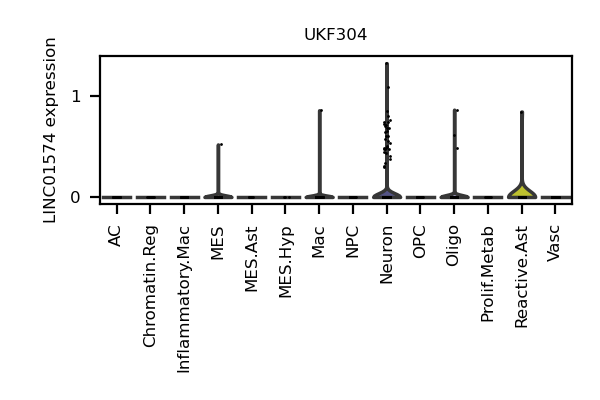 UKF304
LINC01574 expression
1
0
AC
Chromatin.Reg
Inflammatory.Mac
MES
MES.Ast
MES.Hyp
Mac
NPC
Neuron
OPC
Oligo
Prolif.Metab
Reactive.Ast
Vasc